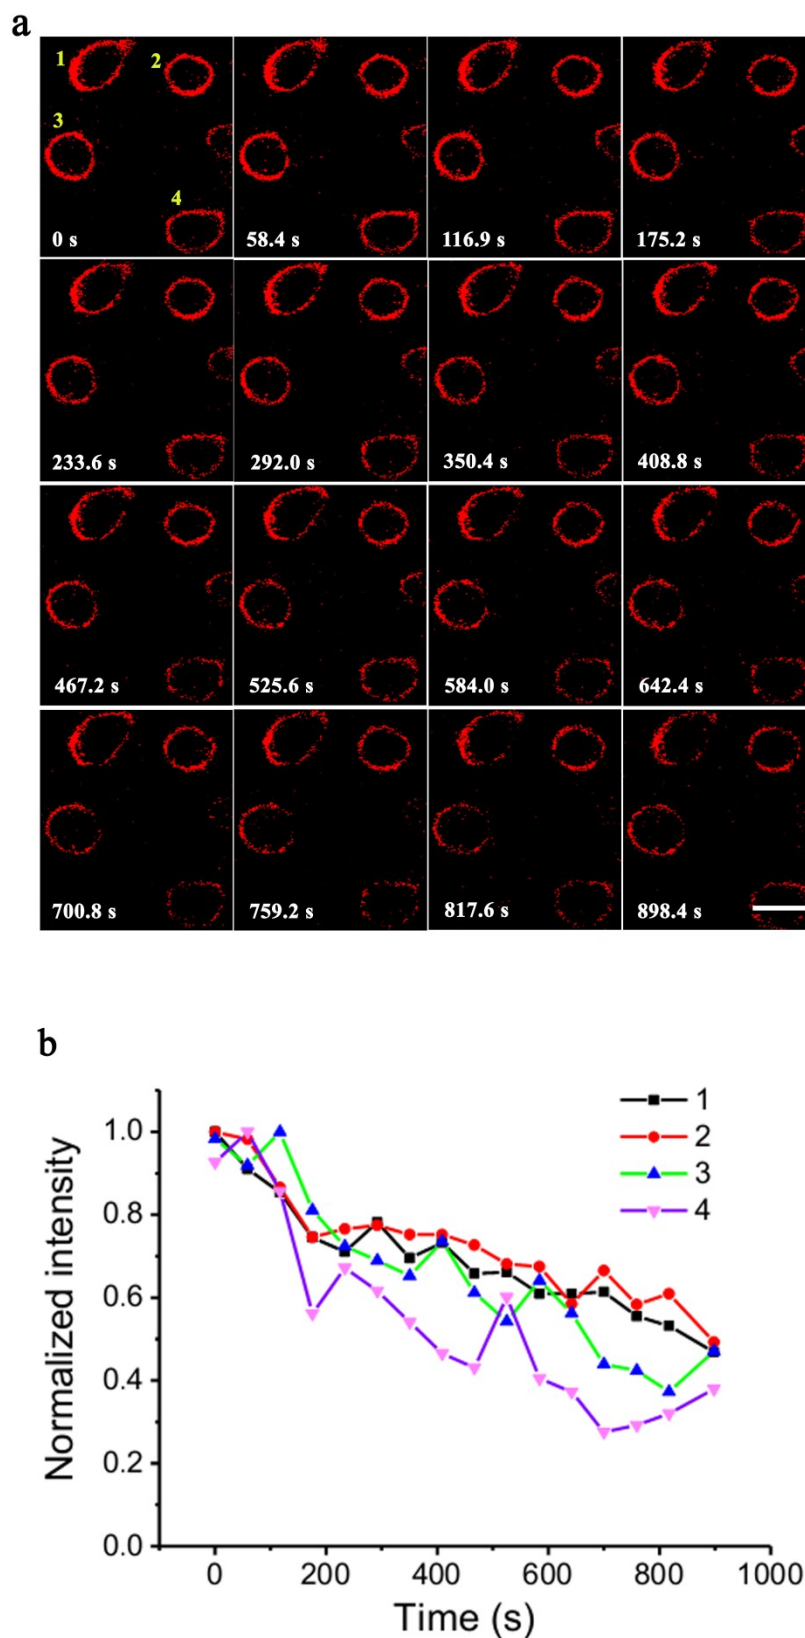 a
1 2
3
4
0 s 58.4 s 116.9 s 175.2 s
233.6 s 292.0 s 350.4 s 408.8 s
467.2 s 525.6 s 584.0 s 642.4 s
700.8 s 759.2 s 817.6 s 898.4 s
b
Normalized intensity
1.0
0.8
0.6
0.4
0.2
0.0
1
2
3
4
0 200 400 600 800 1000
Time (s)